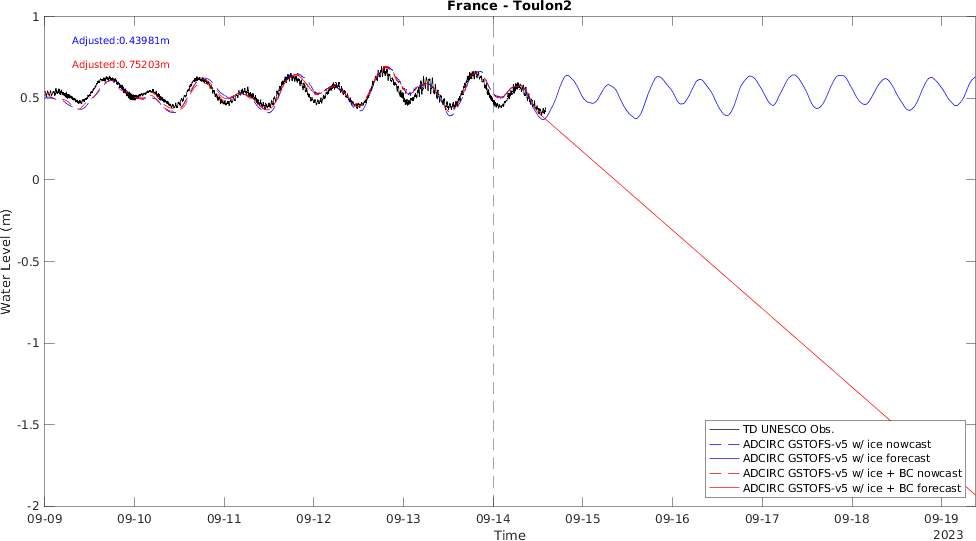 France - Toulon2
Adjusted:0.43981m
Adjusted:0.75203m
1
0.5
0
-0.5
-1
-1.5
-2
Water Level (m)
TD UNESCO Obs.
ADCIRC GSTOFS-v5 w/ ice nowcast
ADCIRC GSTOFS-v5 w/ ice forecast
ADCIRC GSTOFS-v5 w/ ice + BC nowcast
ADCIRC GSTOFS-v5 w/ ice + BC forecast
09-09 09-10 09-11 09-12 09-13 09-14 09-15 09-16 09-17 09-18 09-19
Time
2023